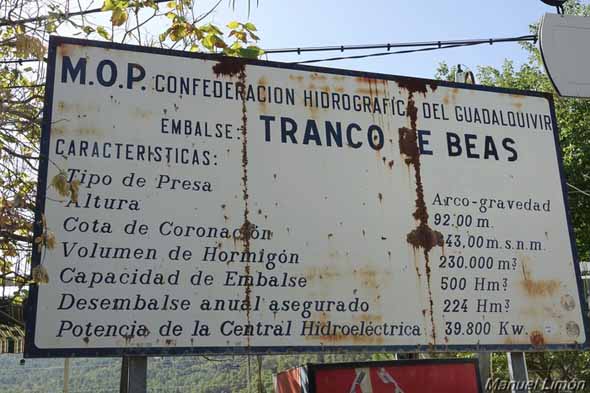 M.O.P. CONFEDERACION HIDROGRAFICA DEL GUADALQUIVIR
EMBALSE: TRANCO DE BEAS
CARACTERISTICAS:
Tipo de Presa Arco-gravedad
Altura 92.00 m.
Cota de Coronación 643,00 m.s.n.m.
Volumen de Hormigón 230.000 m³
Capacidad de Embalse 500 Hm³
Desembalse anual asegurado 224 Hm³
Potencia de la Central Hidroeléctrica 39.800 Kw.
Manuel Limón